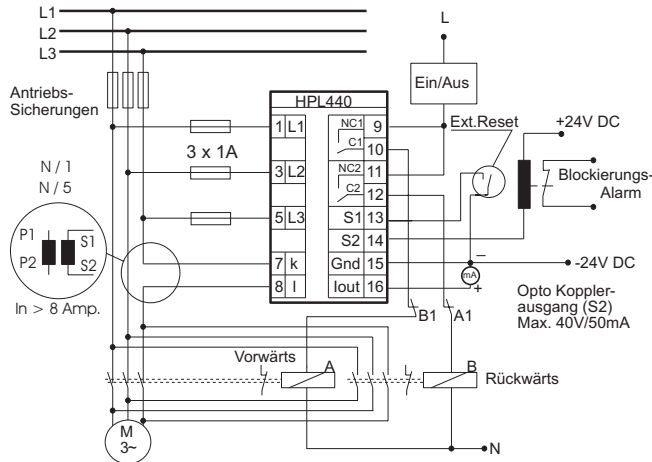 L1
L2
L3
L
Antriebs-
Sicherungen
Ein/Aus
HPL440
1 L1 NC1 9
C1 10
3 L2 NC2 11
C2 12
5 L3 S1 13
S2 14
7 k Gnd 15
8 l Iout 16
3 x 1A
Ext.Reset
+24V DC
Blockierungs-
Alarm
N / 1
N / 5
P1 S1
P2 S2
In > 8 Amp.
–
-24V DC
mA
+
Opto Koppler-
ausgang (S2)
Max. 40V/50mA
B1 A1
Vorwärts
A B
Rückwärts
M
3~
N